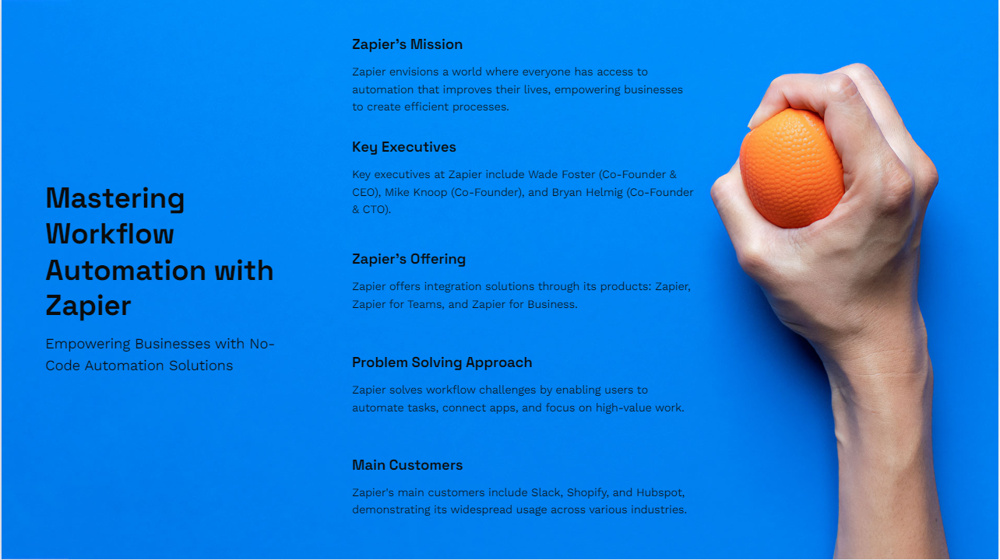 Mastering
Workflow
Automation with
Zapier
Empowering Businesses with No-
Code Automation Solutions
Zapier’s Mission
Zapier envisions a world where everyone has access to
automation that improves their lives, empowering businesses
to create efficient processes.
Key Executives
Key executives at Zapier include Wade Foster (Co-Founder &
CEO), Mike Knoop (Co-Founder), and Bryan Helmig (Co-Founder
& CTO).
Zapier’s Offering
Zapier offers integration solutions through its products: Zapier,
Zapier for Teams, and Zapier for Business.
Problem Solving Approach
Zapier solves workflow challenges by enabling users to
automate tasks, connect apps, and focus on high-value work.
Main Customers
Zapier's main customers include Slack, Shopify, and Hubspot,
demonstrating its widespread usage across various industries.